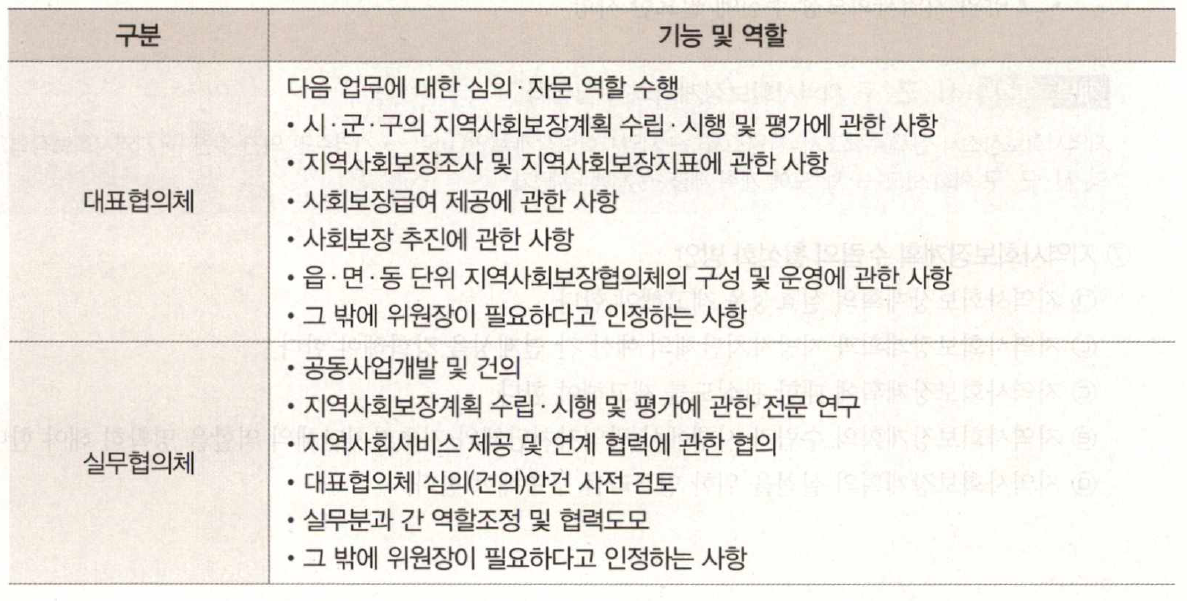 구분
기능 및 역할
대표협의체
다음 업무에 대한 심의·자문 역할 수행
• 시·군·구의 지역사회보장계획 수립·시행 및 평가에 관한 사항
• 지역사회보장조사 및 지역사회보장지표에 관한 사항
• 사회보장급여 제공에 관한 사항
• 사회보장 추진에 관한 사항
• 읍·면·동 단위 지역사회보장협의체의 구성 및 운영에 관한 사항
• 그 밖에 위원장이 필요하다고 인정하는 사항
실무협의체
• 공동사업개발 및 건의
• 지역사회보장계획 수립·시행 및 평가에 관한 전문 연구
• 지역사회서비스 제공 및 연계 협력에 관한 협의
• 대표협의체 심의(건의)안건 사전 검토
• 실무분과 간 역할조정 및 협력도모
• 그 밖에 위원장이 필요하다고 인정하는 사항